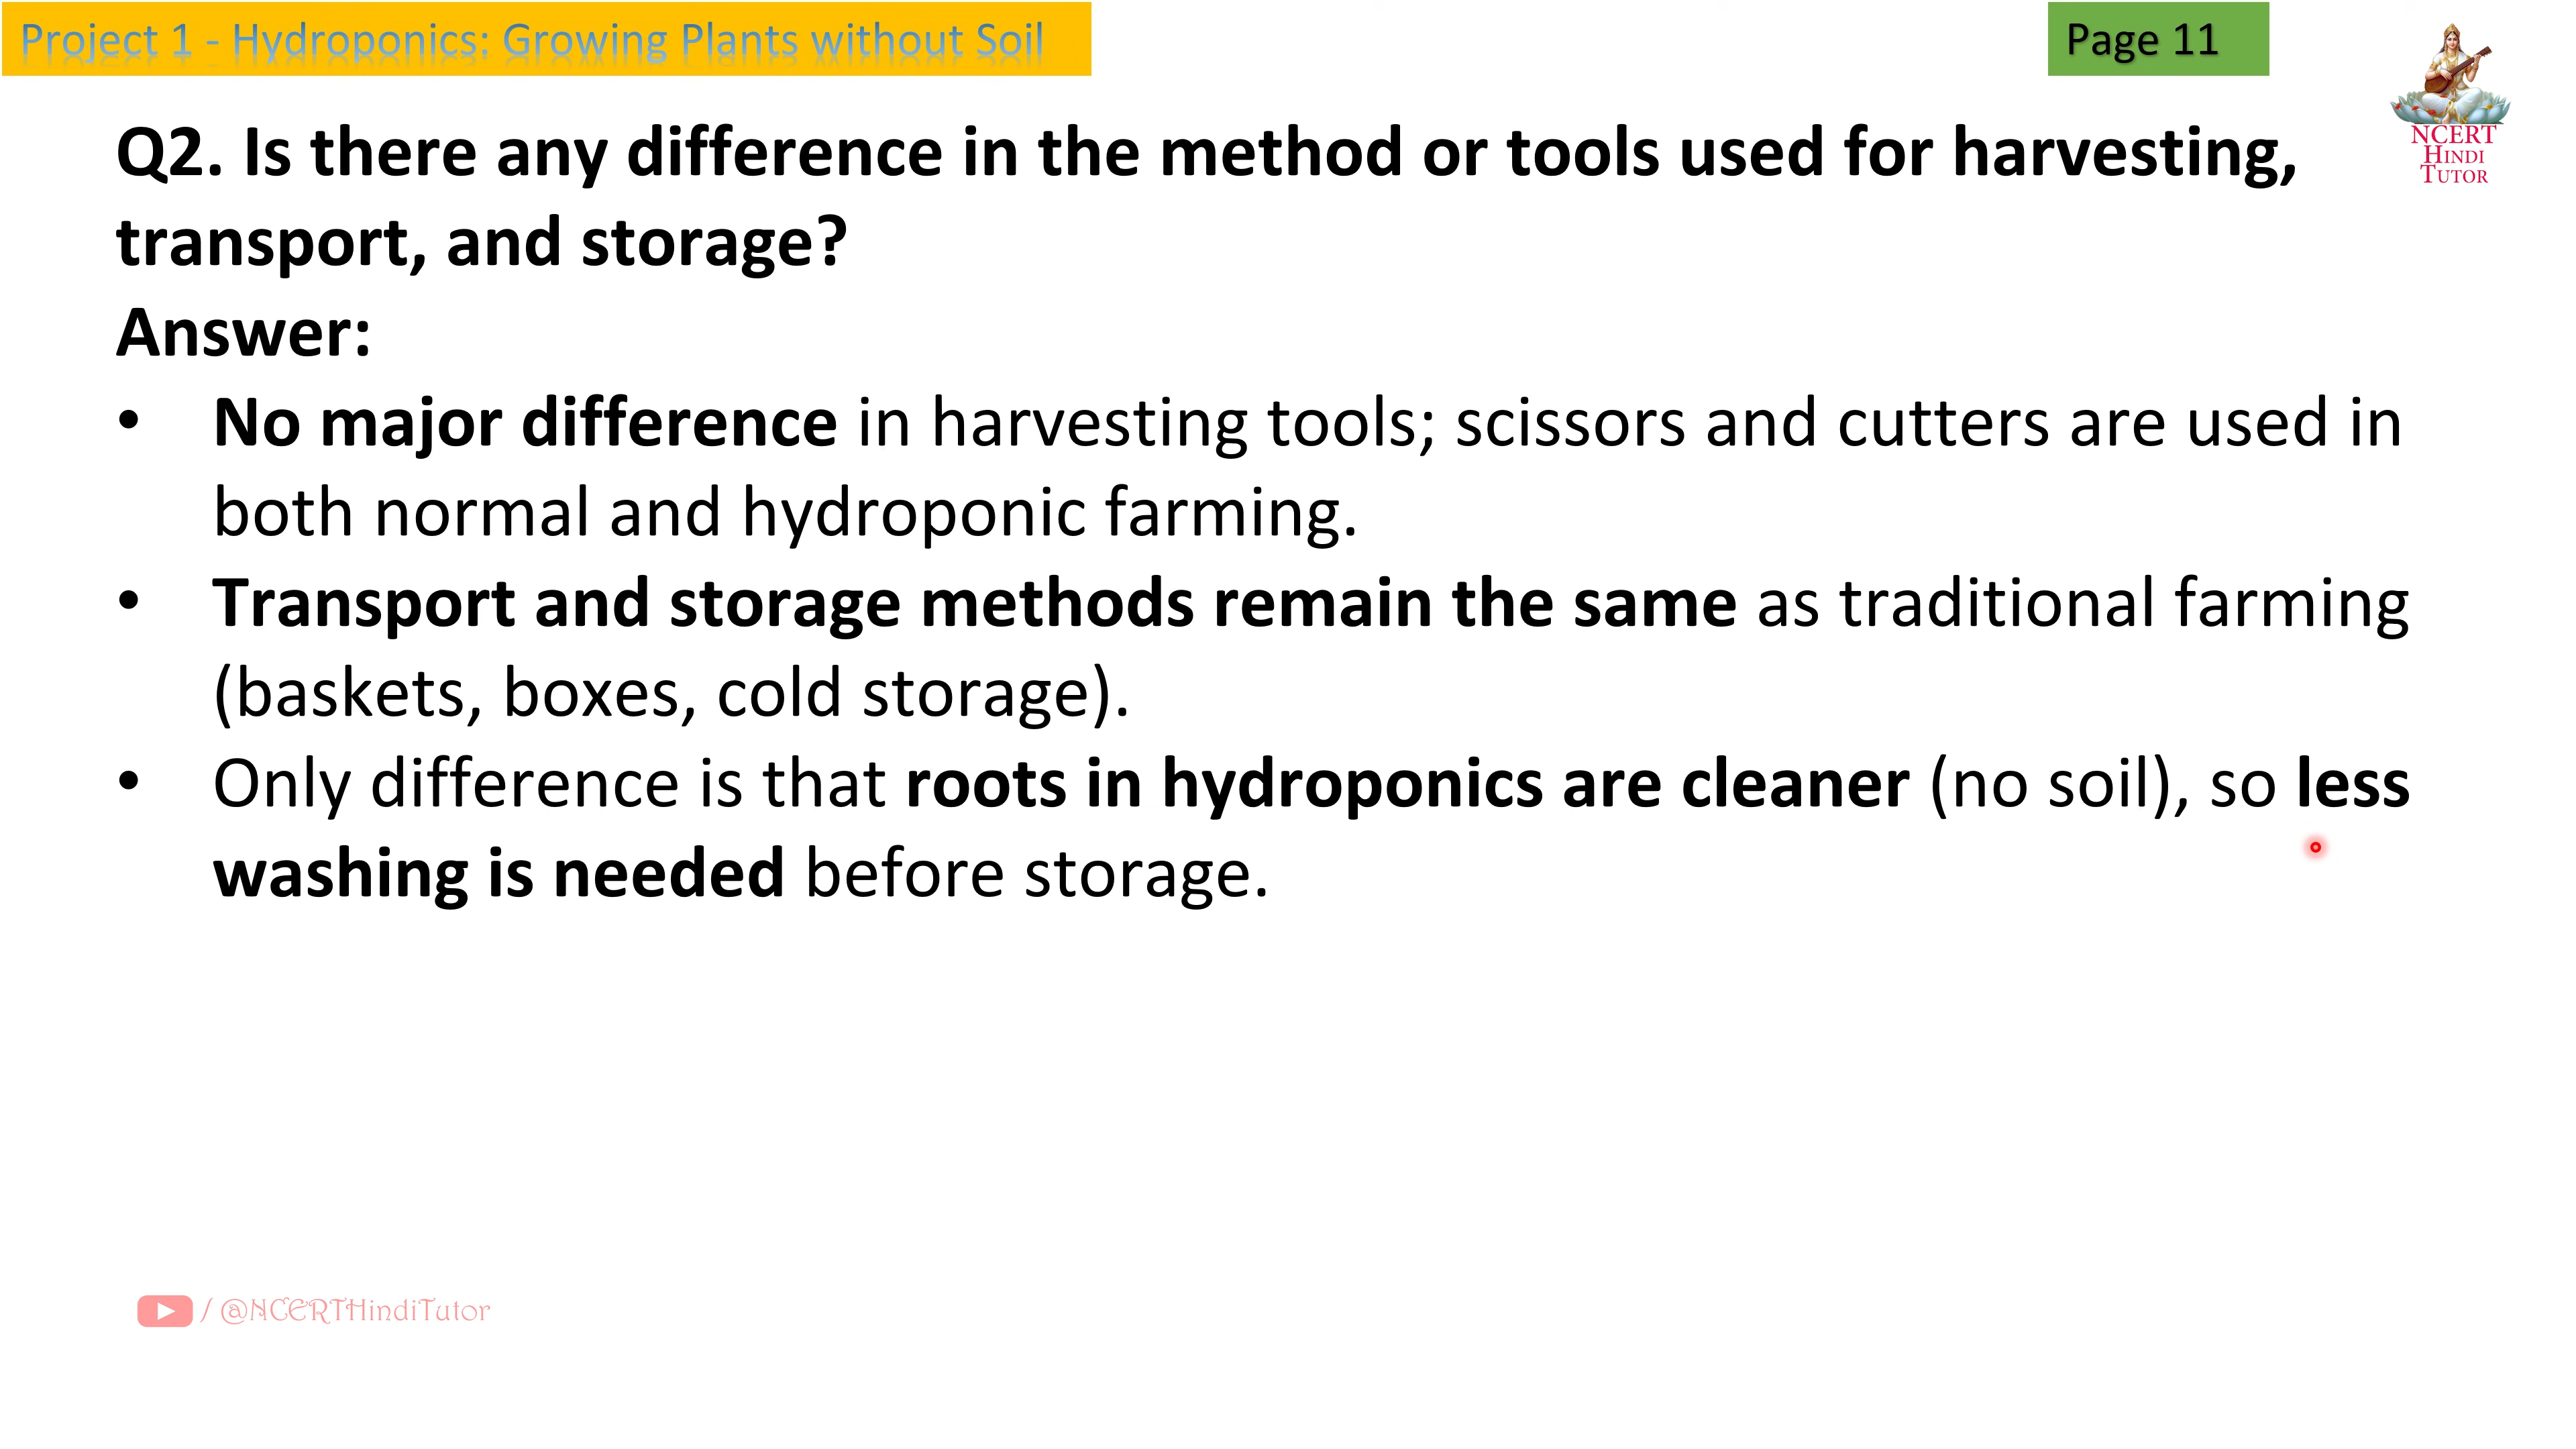 Project 1 - Hydroponics: Growing Plants without Soil
Page 11
NCERT
HINDI
TUTOR
Q2. Is there any difference in the method or tools used for harvesting,
transport, and storage?
Answer:
• No major difference in harvesting tools; scissors and cutters are used in
both normal and hydroponic farming.
• Transport and storage methods remain the same as traditional farming
(baskets, boxes, cold storage).
• Only difference is that roots in hydroponics are cleaner (no soil), so less
washing is needed before storage.
/ @NCERTHindiTutor